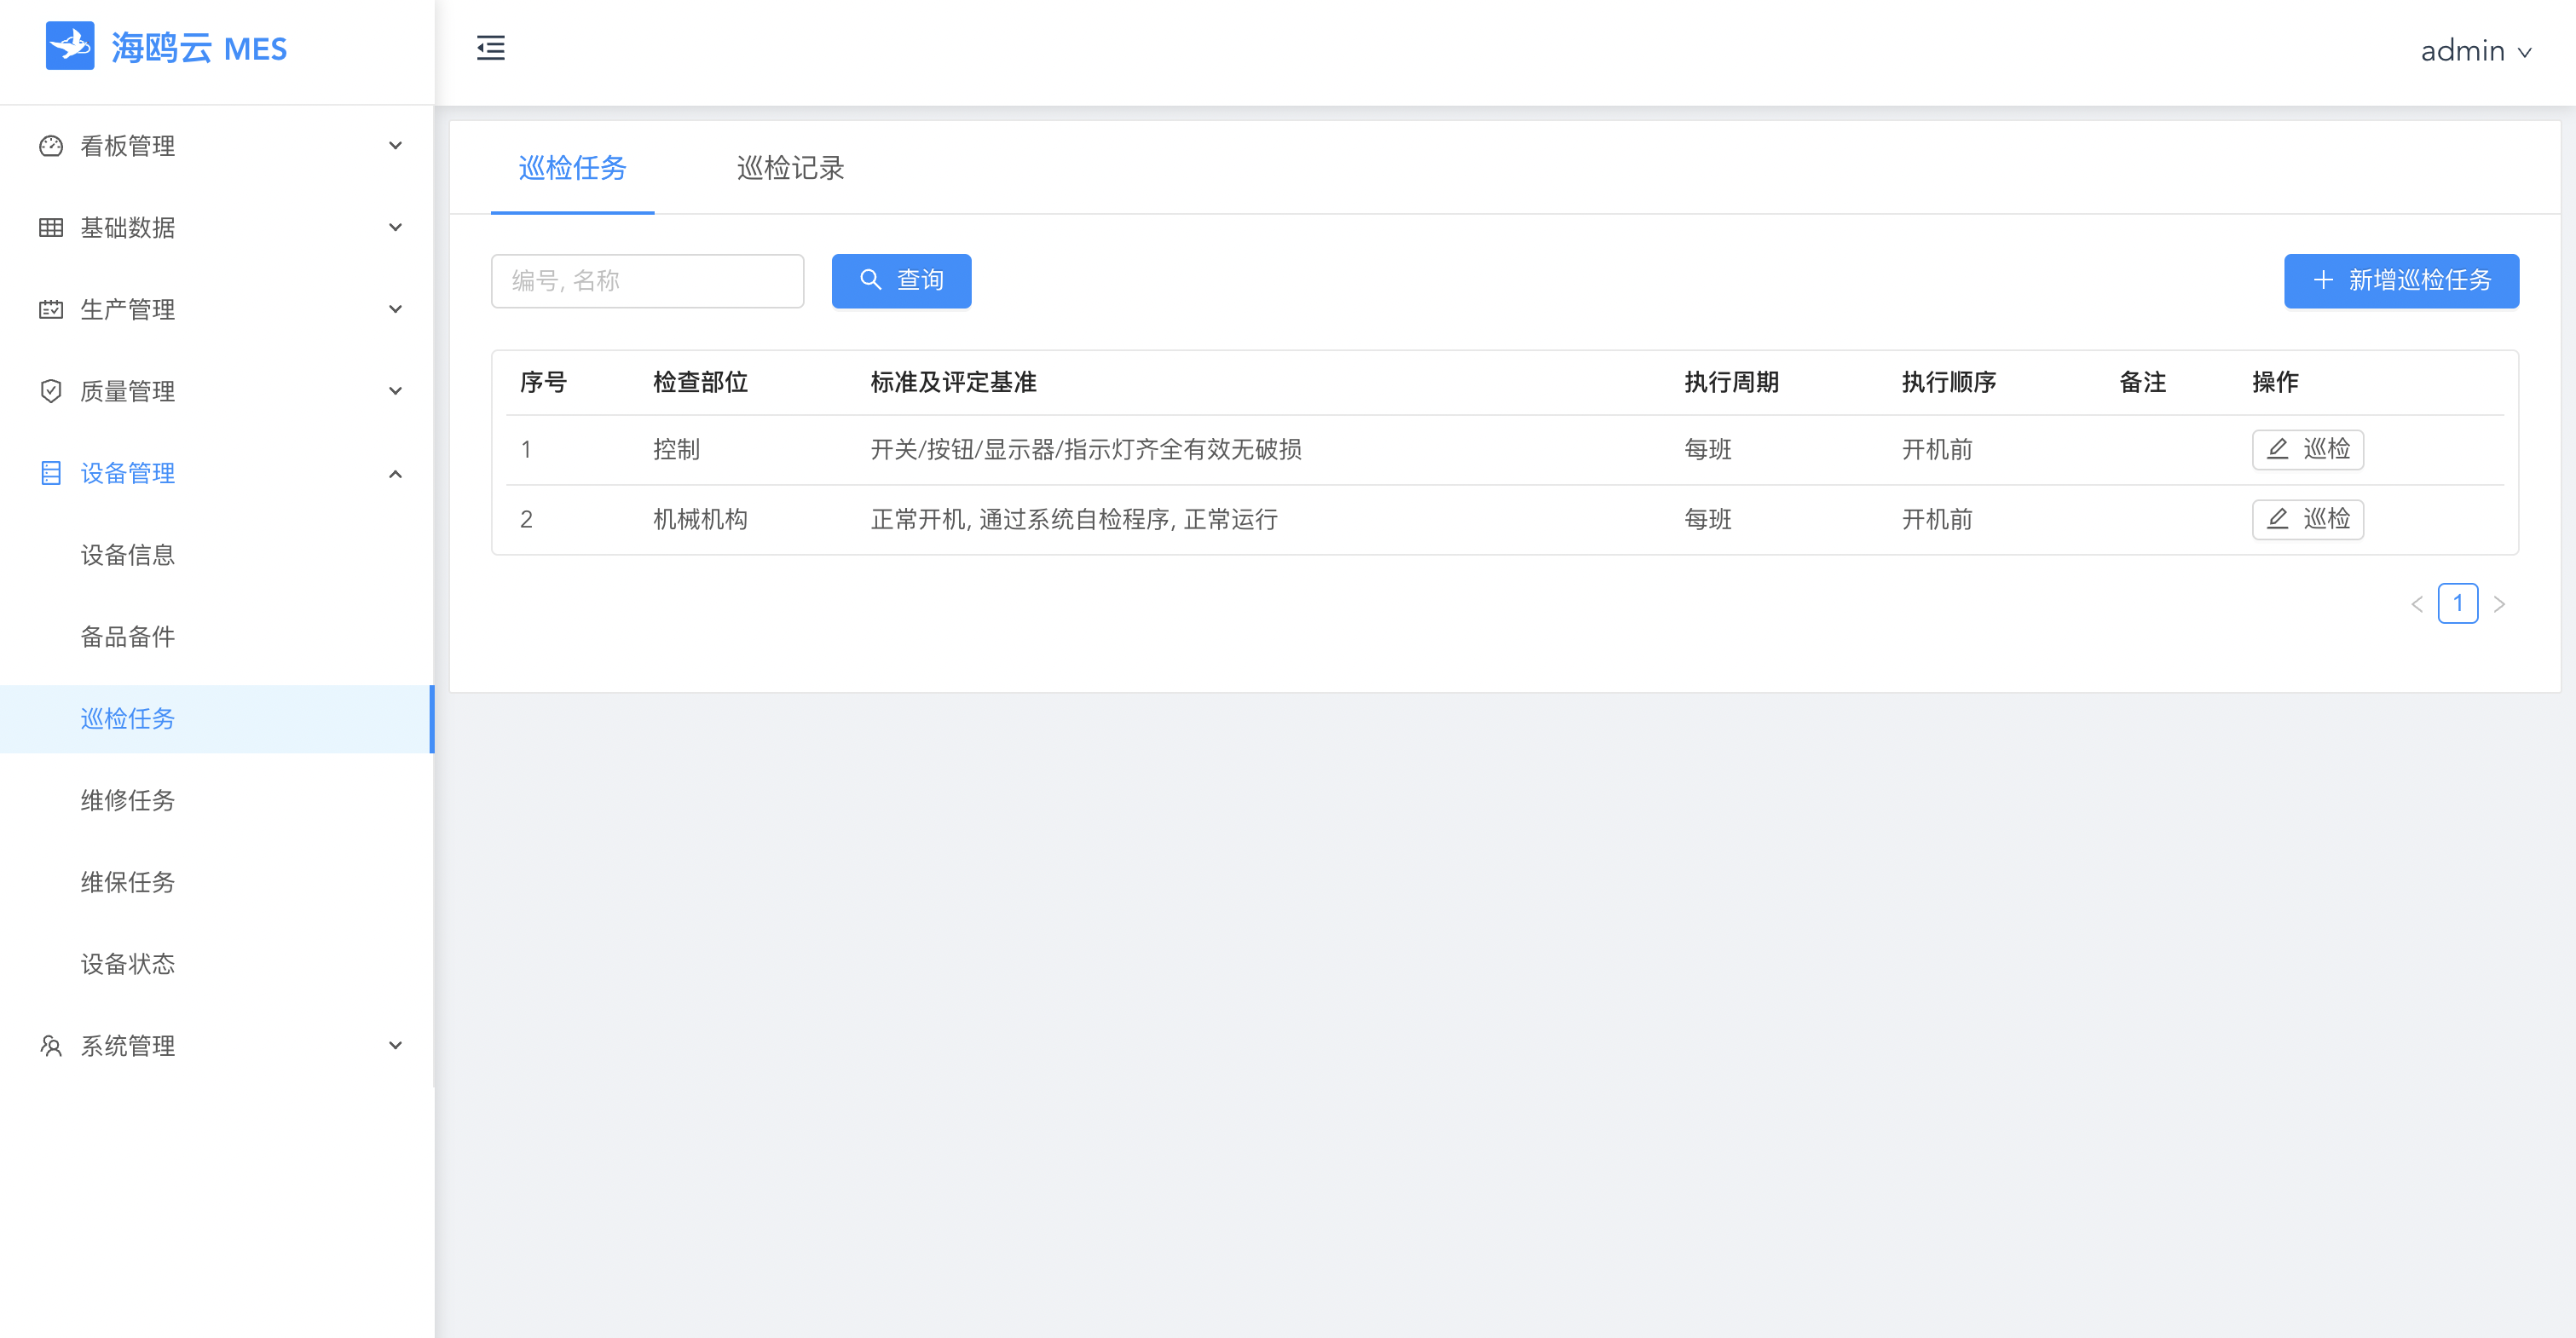 海鸥云 MES
admin
看板管理
基础数据
生产管理
质量管理
设备管理
设备信息
备品备件
巡检任务
维修任务
维保任务
设备状态
系统管理
巡检任务 巡检记录
编号, 名称 查询 新增巡检任务
序号 检查部位 标准及评定基准 执行周期 执行顺序 备注 操作
1 控制 开关/按钮/显示器/指示灯齐全有效无破损 每班 开机前 巡检
2 机械机构 正常开机, 通过系统自检程序, 正常运行 每班 开机前 巡检
1